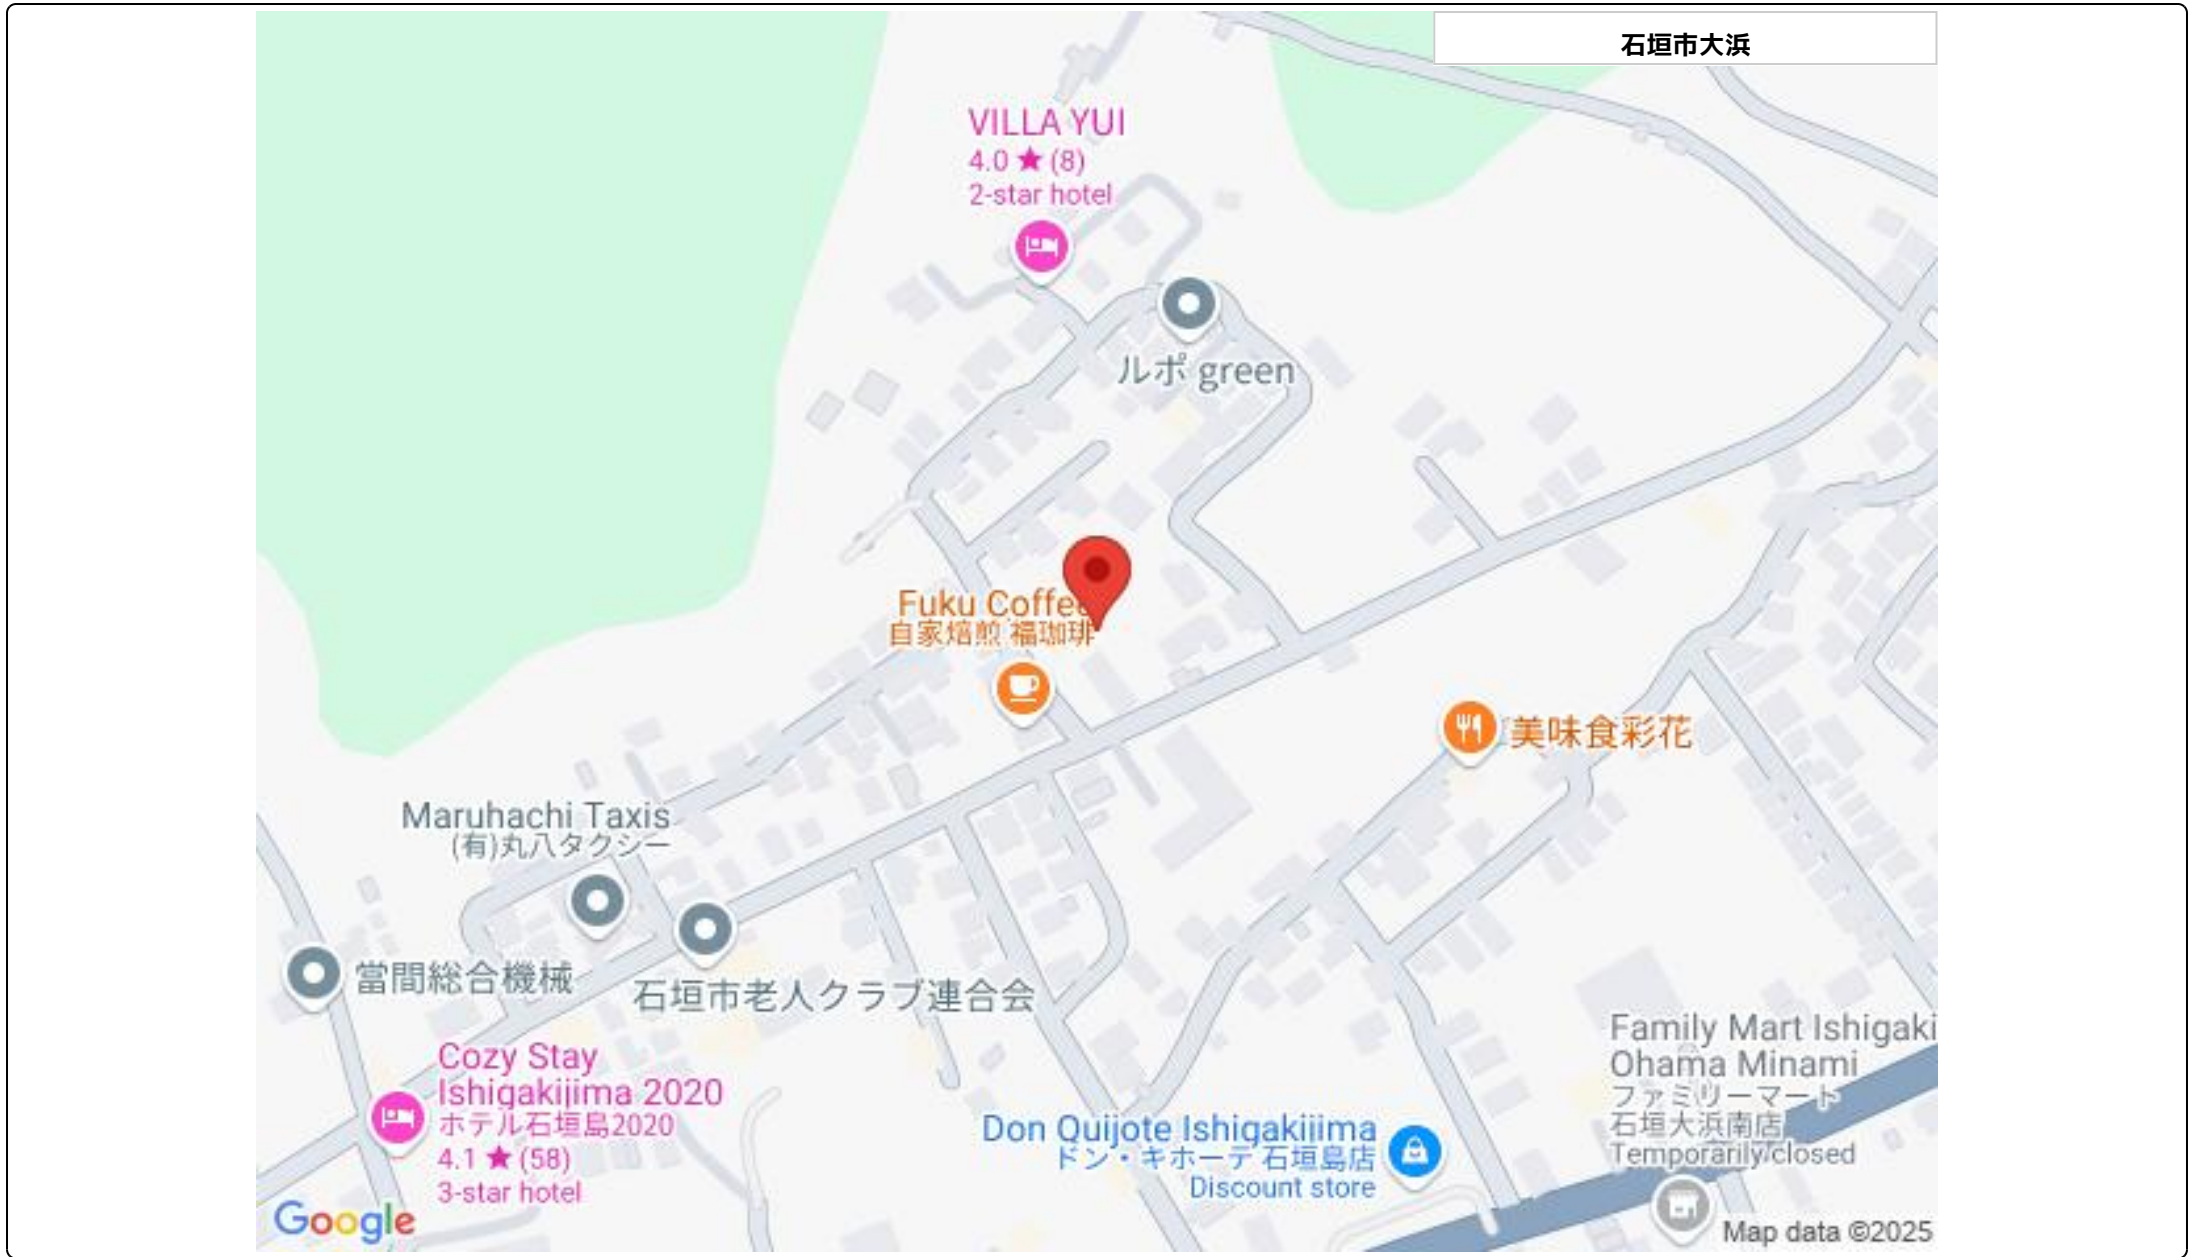 石垣市大浜
VILLA YUI
4.0 ★ (8)
2-star hotel
ルポ green
Fuku Coffee
自家焙煎 福珈琲
美味食彩花
Maruhachi Taxis
(有)丸八タクシー
當間総合機械
石垣市老人クラブ連合会
Cozy Stay
Ishigakijima 2020
ホテル石垣島2020
4.1 ★ (58)
3-star hotel
Don Quijote Ishigakijima
ドン・キホーテ 石垣島店
Discount store
Family Mart Ishigaki
Ohama Minami
ファミリーマート
石垣大浜南店
Temporarily closed
Google
Map data ©2025